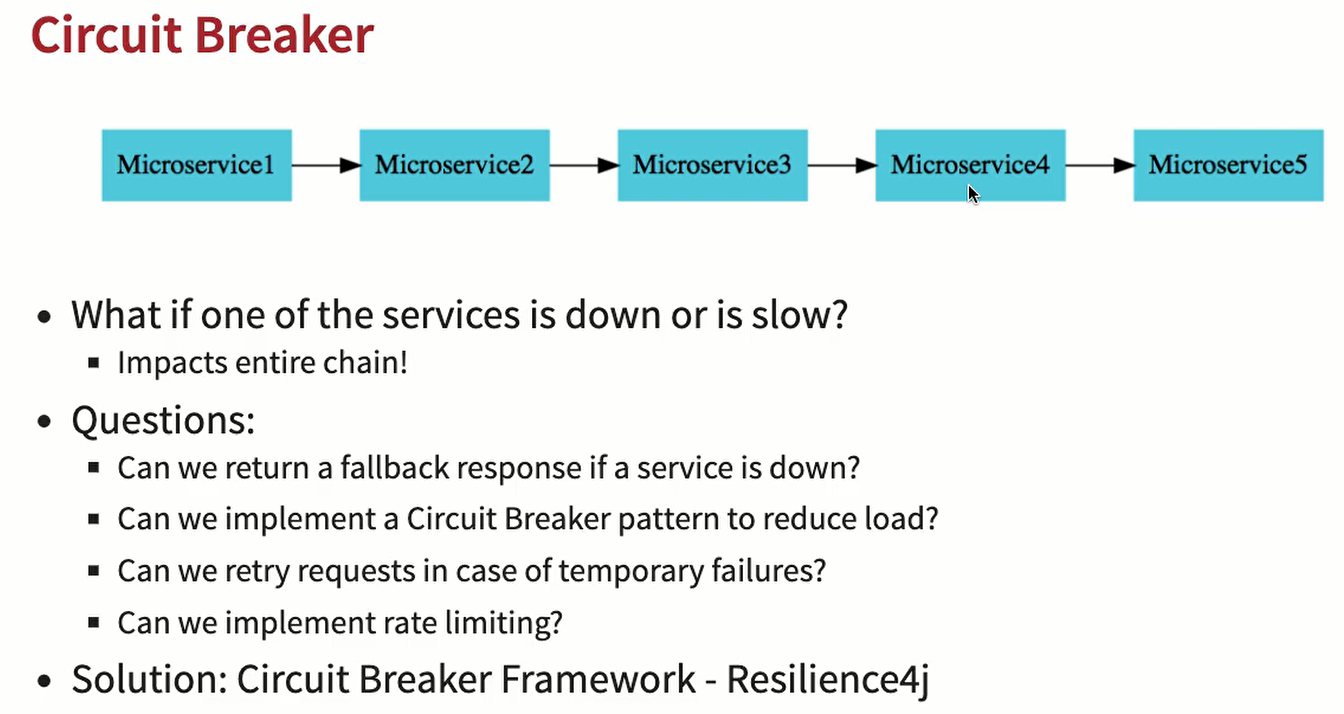 Circuit Breaker
Microservice1 Microservice2 Microservice3 Microservice4 Microservice5
• What if one of the services is down or is slow?
▪ Impacts entire chain!
• Questions:
▪ Can we return a fallback response if a service is down?
▪ Can we implement a Circuit Breaker pattern to reduce load?
▪ Can we retry requests in case of temporary failures?
▪ Can we implement rate limiting?
• Solution: Circuit Breaker Framework - Resilience4j